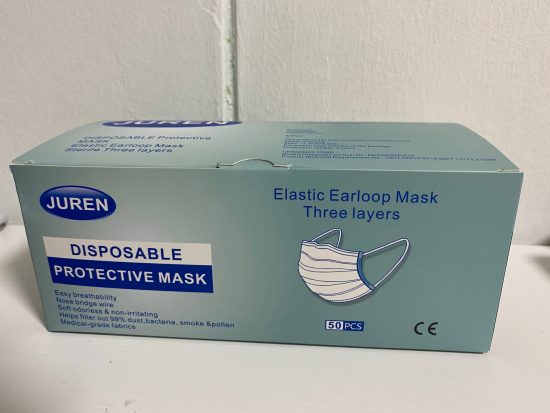 JUREN
DISPOSABLE Protective
MASK
Elastic Earloop Mask
Sterile Three layers
JUREN
DISPOSABLE
PROTECTIVE MASK
Easy breathability
Nose bridge wire
Soft odorless & non-irritating
Helps filter out 99% dust,bacteria, smoke &pollen
Medical-grade fabrics
Elastic Earloop Mask
Three layers
50 PCS
CE